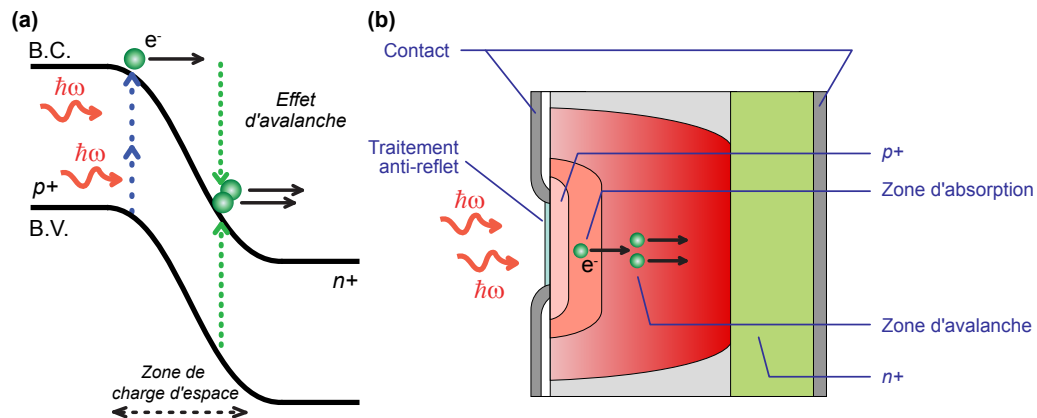 (a)
B.C.
e-
ħω
Effet
d'avalanche
ħω
p+
B.V.
n+
Zone de
charge d'espace
(b)
Contact
Traitement
anti-reflet
p+
Zone d'absorption
ħω
e-
ħω
Zone d'avalanche
n+